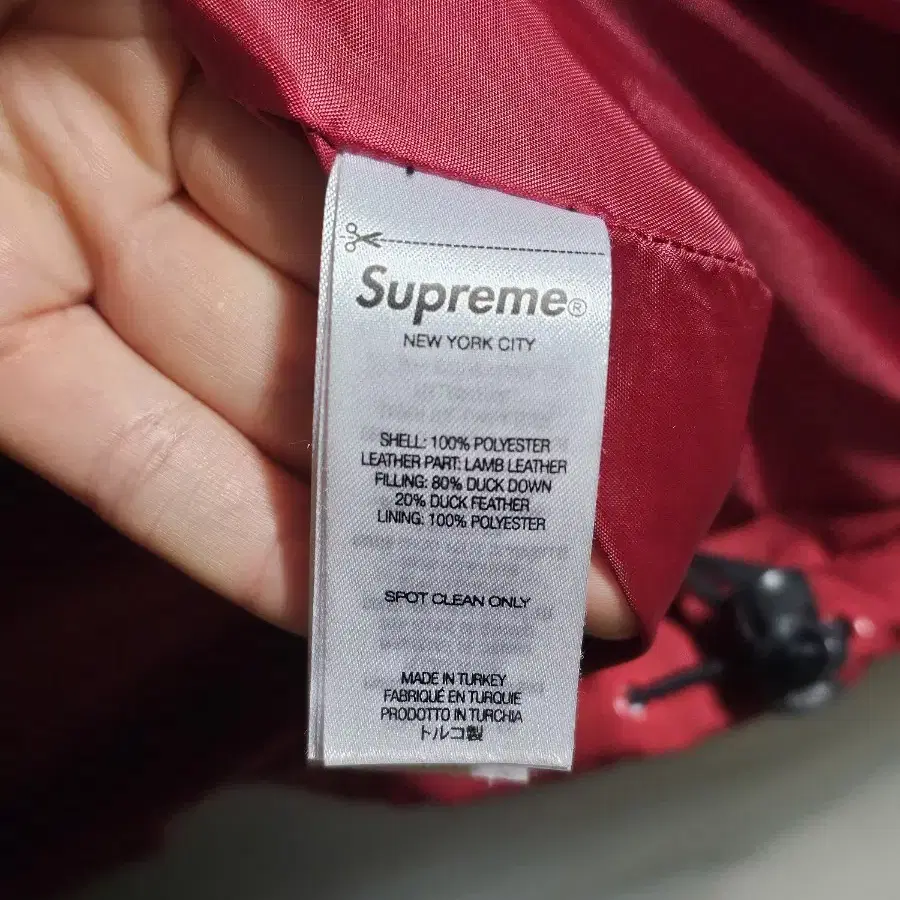 Supreme®
NEW YORK CITY
SHELL: 100% POLYESTER
LEATHER PART: LAMB LEATHER
FILLING: 80% DUCK DOWN
20% DUCK FEATHER
LINING: 100% POLYESTER
SPOT CLEAN ONLY
MADE IN TURKEY
FABRIQUÉ EN TURQUIE
PRODOTTO IN TURCHIA
トルコ製